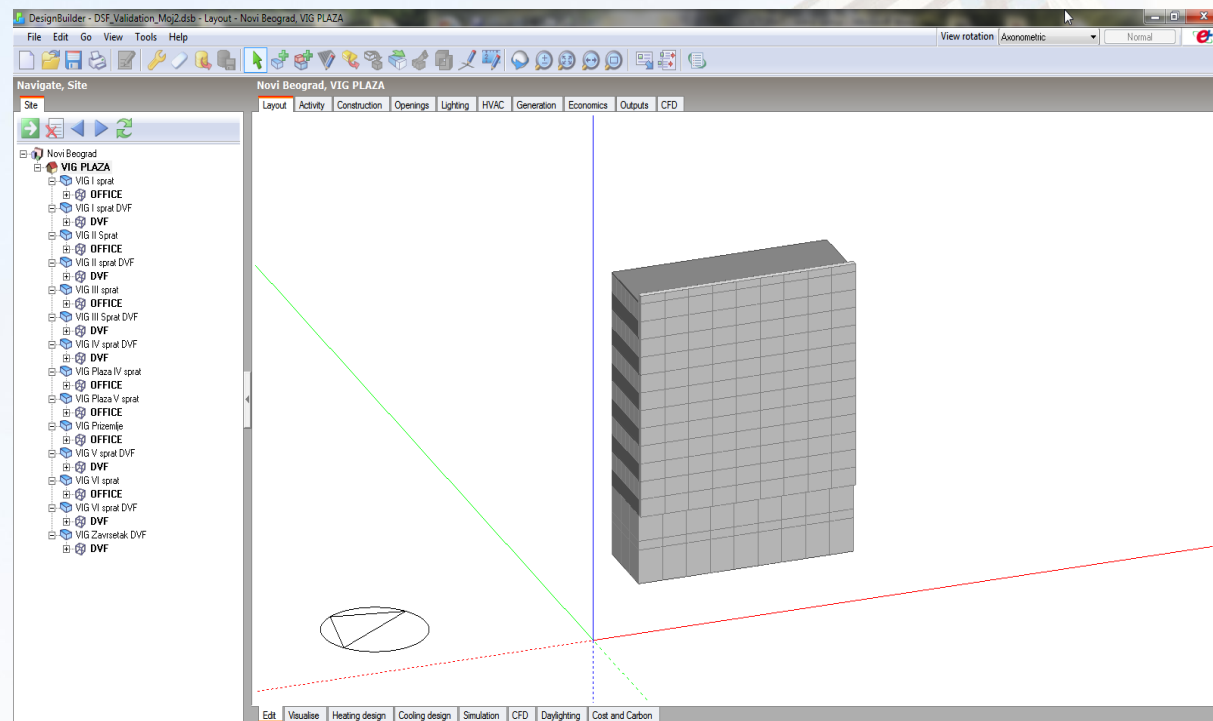 DesignBuilder - DSF_Validation_Moj2.dsb - Layout - Novi Beograd, VIG PLAZA
File Edit Go View Tools Help
View rotation Axonometric Normal
Navigate, Site
Site
Novi Beograd
VIG PLAZA
VIG I sprat
OFFICE
VIG I sprat DVF
DVF
VIG II Sprat
OFFICE
VIG II sprat DVF
DVF
VIG III sprat
OFFICE
VIG III Sprat DVF
DVF
VIG IV sprat DVF
DVF
VIG Plaza IV sprat
OFFICE
VIG Plaza V sprat
OFFICE
VIG Prizemlje
OFFICE
VIG V sprat DVF
DVF
VIG VI sprat
OFFICE
VIG VI sprat DVF
DVF
VIG Zavrsetak DVF
DVF
Novi Beograd, VIG PLAZA
Layout Activity Construction Openings Lighting HVAC Generation Economics Outputs CFD
Edit Visualise Heating design Cooling design Simulation CFD Daylighting Cost and Carbon